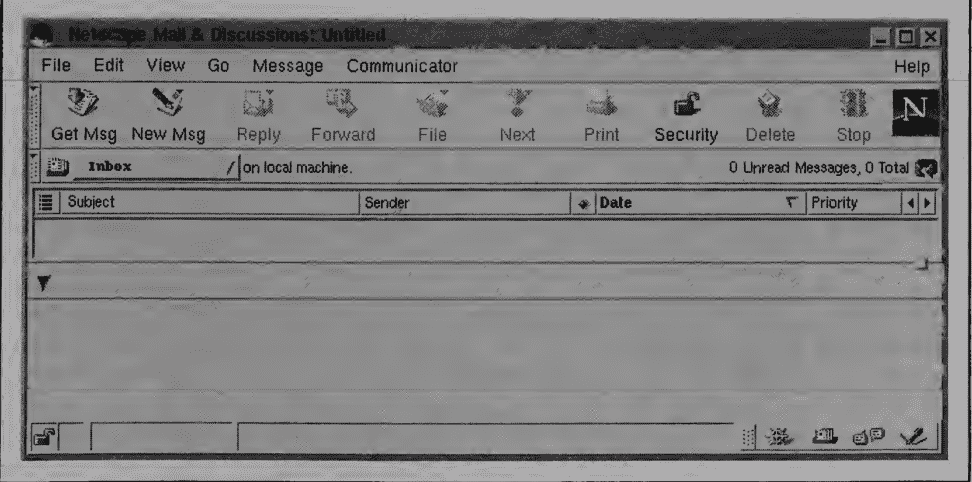 Netscape Mail & Discussions: Untitled
File Edit View Go Message Communicator Help
N
Get Msg New Msg Reply Forward File Next Print Security Delete Stop
Inbox on local machine. 0 Unread Messages, 0 Total
Subject Sender Date Priority